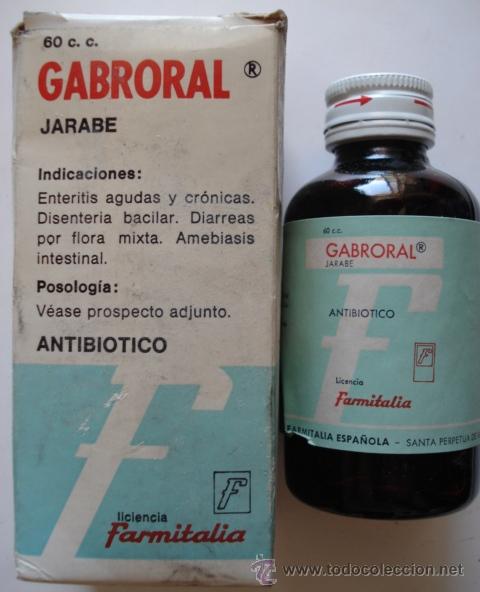 60 c. c.
GABRORAL ®
JARABE
Indicaciones:
Enteritis agudas y crónicas.
Disenteria bacilar. Diarreas
por flora mixta. Amebiasis
intestinal.
Posología:
Véase prospecto adjunto.
ANTIBIOTICO
F
liciencia
Farmitalia
60 c.c.
GABRORAL®
JARABE
ANTIBIOTICO
F
Licencia
Farmitalia
FARMITALIA ESPAÑOLA - SANTA PERPETUA DE
www.todocoleccion.net